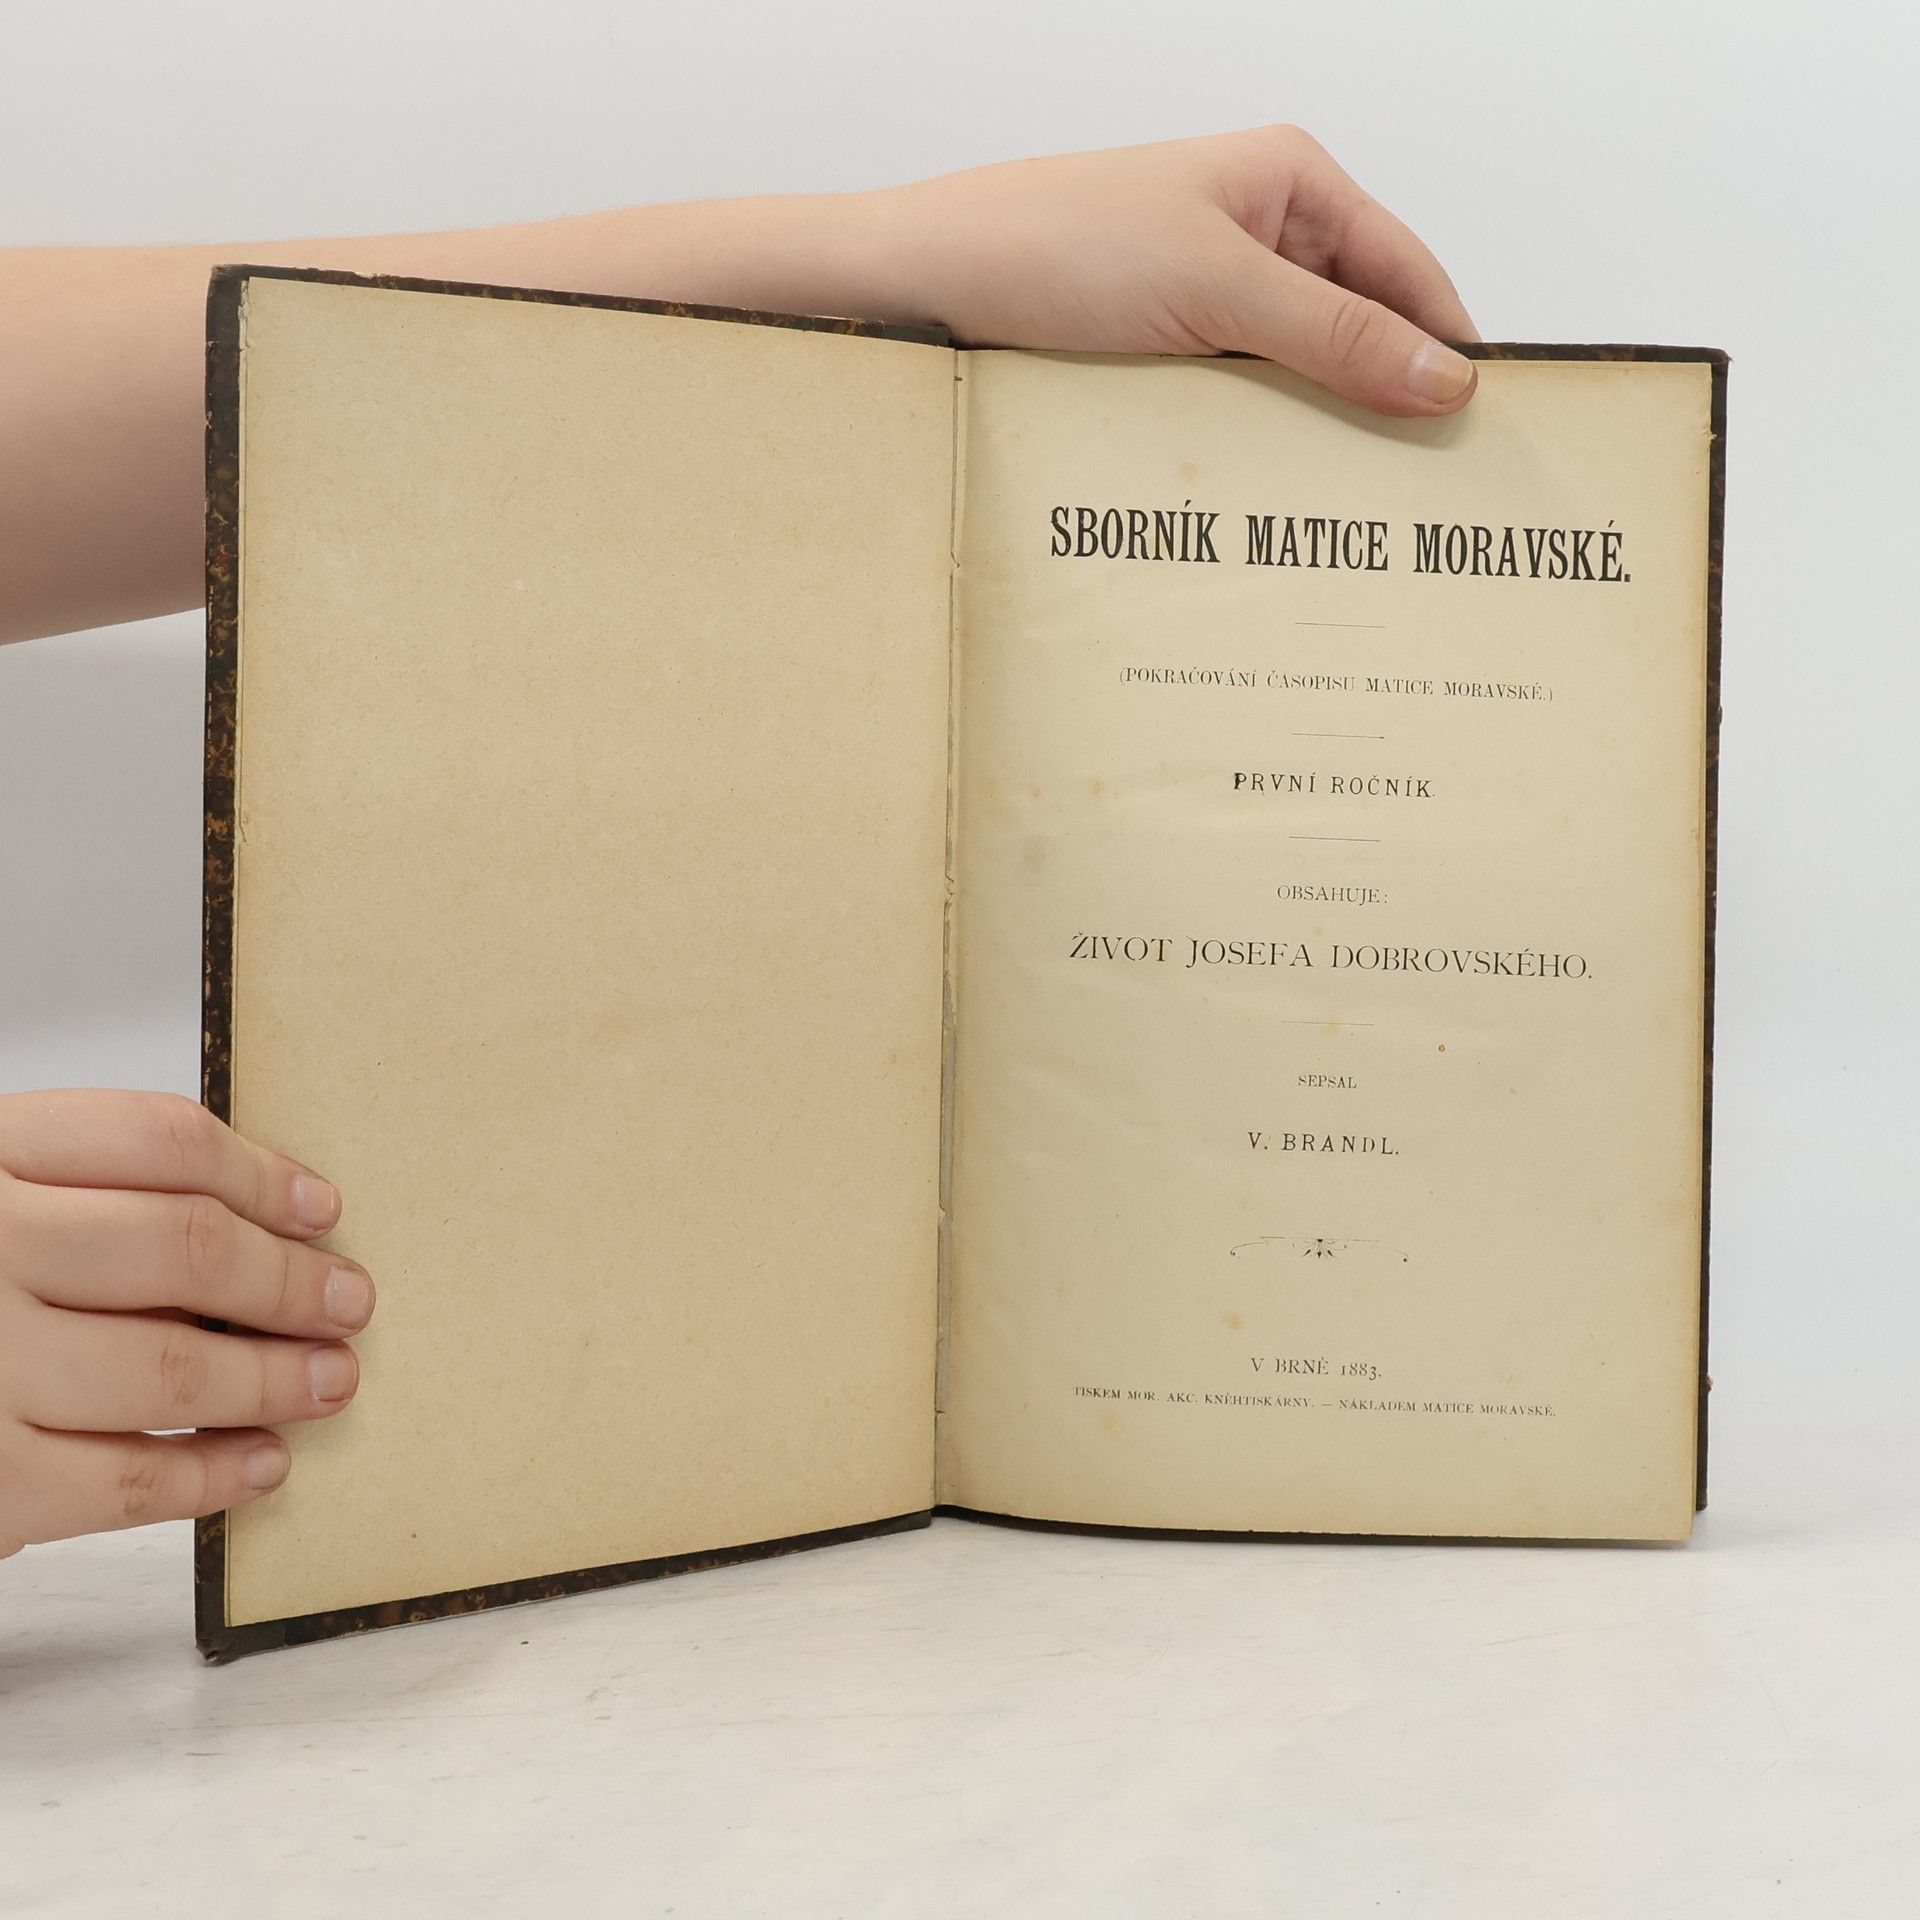 SBORNÍK MATICE MORAVSKÉ.
(POKRAČOVÁNÍ ČASOPISU MATICE MORAVSKÉ.)
PRVNÍ ROČNÍK.
OBSAHUJE:
ŽIVOT JOSEFA DOBROVSKÉHO.
SEPSAL
V. BRANDL.
V BRNĚ 1883.
TISKEM MOR. AKC. KNĚHTISKÁRNY. — NÁKLADEM MATICE MORAVSKÉ.